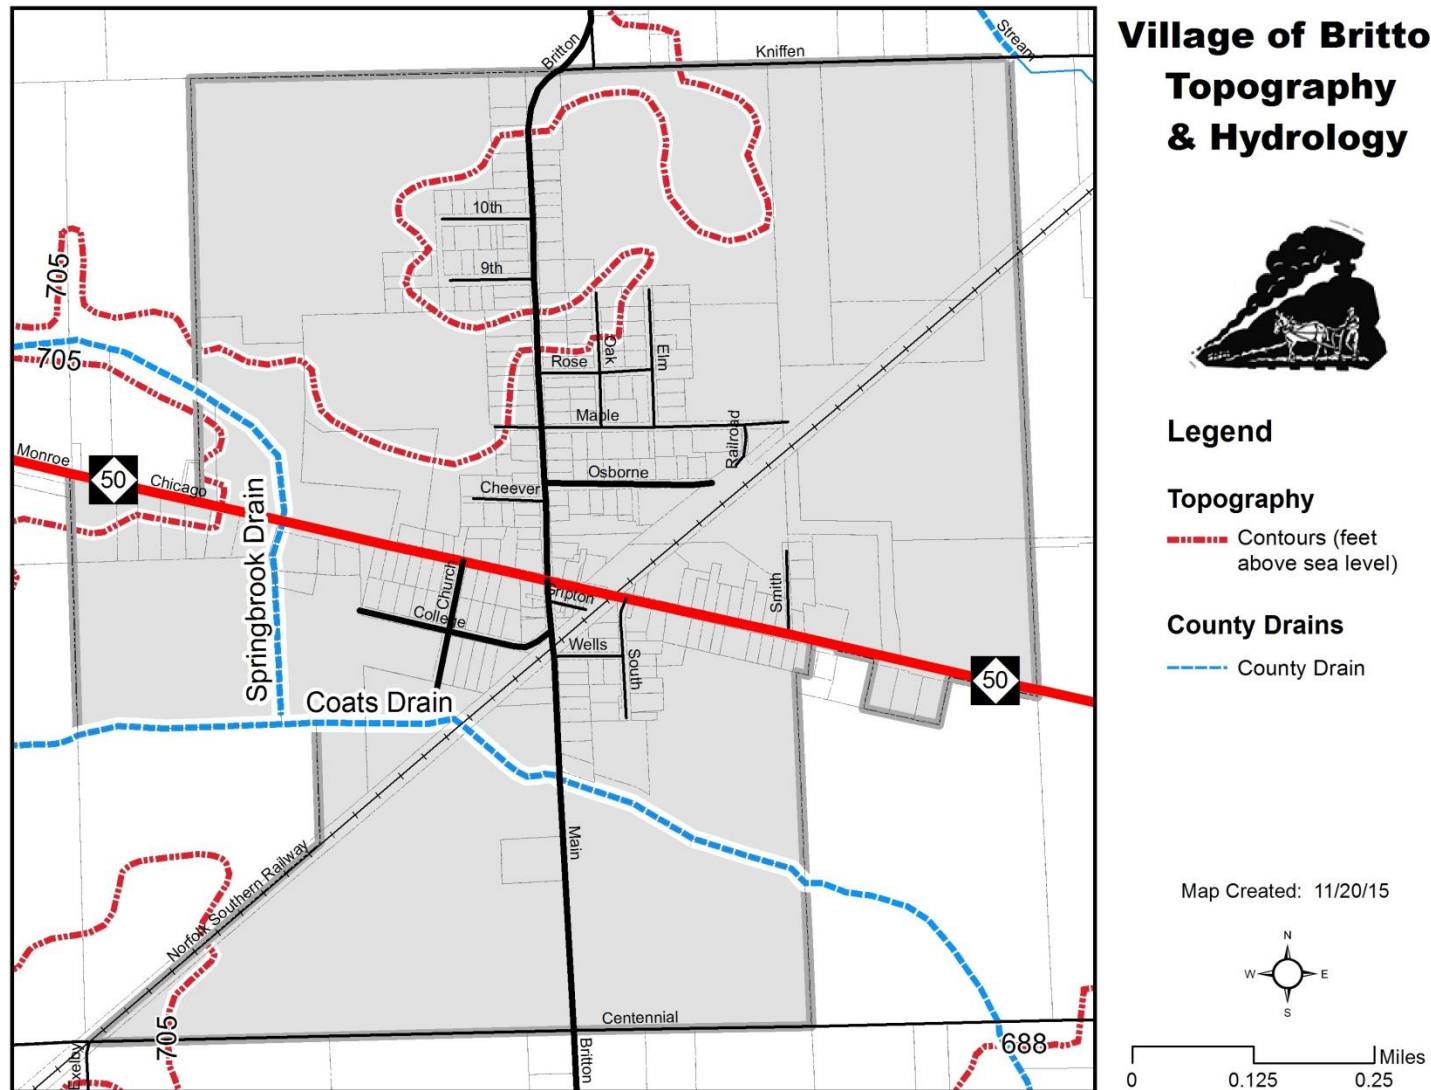 Village of Britto
Topography
& Hydrology
Britton
Kniffen
Stream
10th
9th
705
705
Oak
Elm
Rose
Maple
Railroad
Monroe
50
Chicago
Osborne
Cheever
Springbrook Drain
Church
College
Gripton
Smith
Wells
South
50
Coats Drain
Main
Norfolk Southern Railway
Centennial
705
688
Exelby
Britton
Legend
Topography
Contours (feet
above sea level)
County Drains
County Drain
Map Created: 11/20/15
N
W
E
S
Miles
0
0.125
0.25